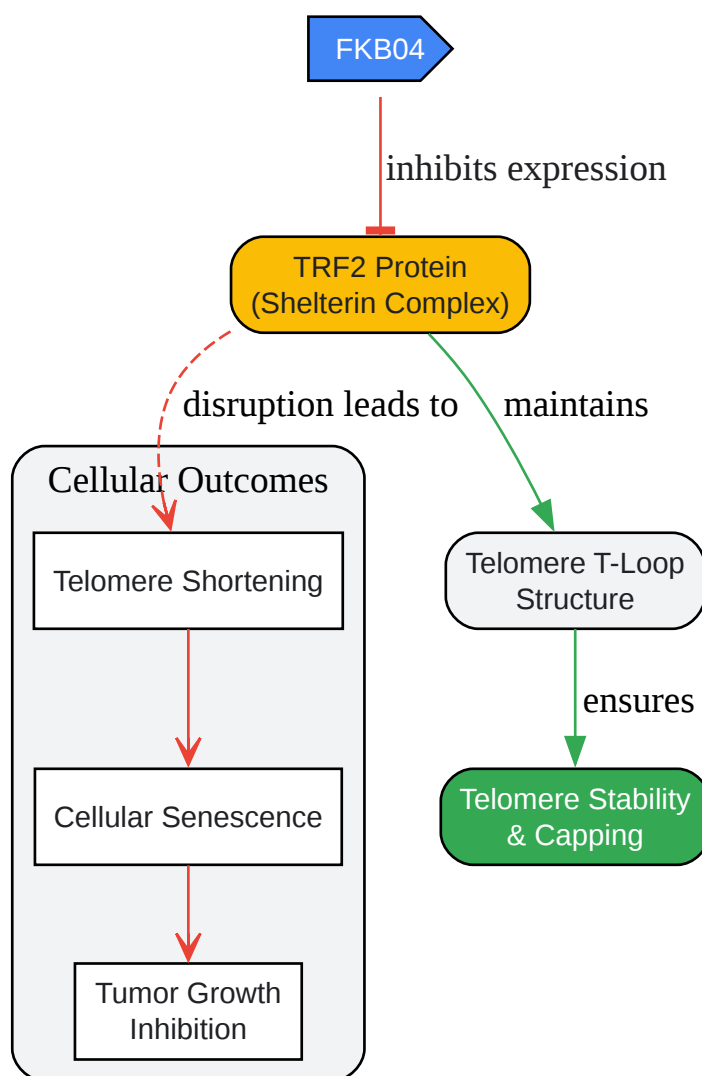 FKB04
inhibits expression
TRF2 Protein
(Shelterin Complex)
disruption leads to
maintains
Cellular Outcomes
Telomere Shortening
Telomere T-Loop
Structure
ensures
Cellular Senescence
Telomere Stability
& Capping
Tumor Growth
Inhibition